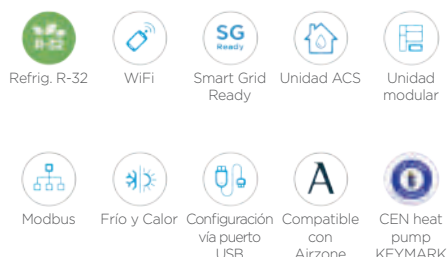 R-32
SG
Ready
Refrig. R-32
WiFi
Smart Grid
Ready
Unidad ACS
Unidad
modular
A
Modbus
Frío y Calor
Configuración
vía puerto
USB
Compatible
con
Airzone
CEN heat
pump
KEYMARK